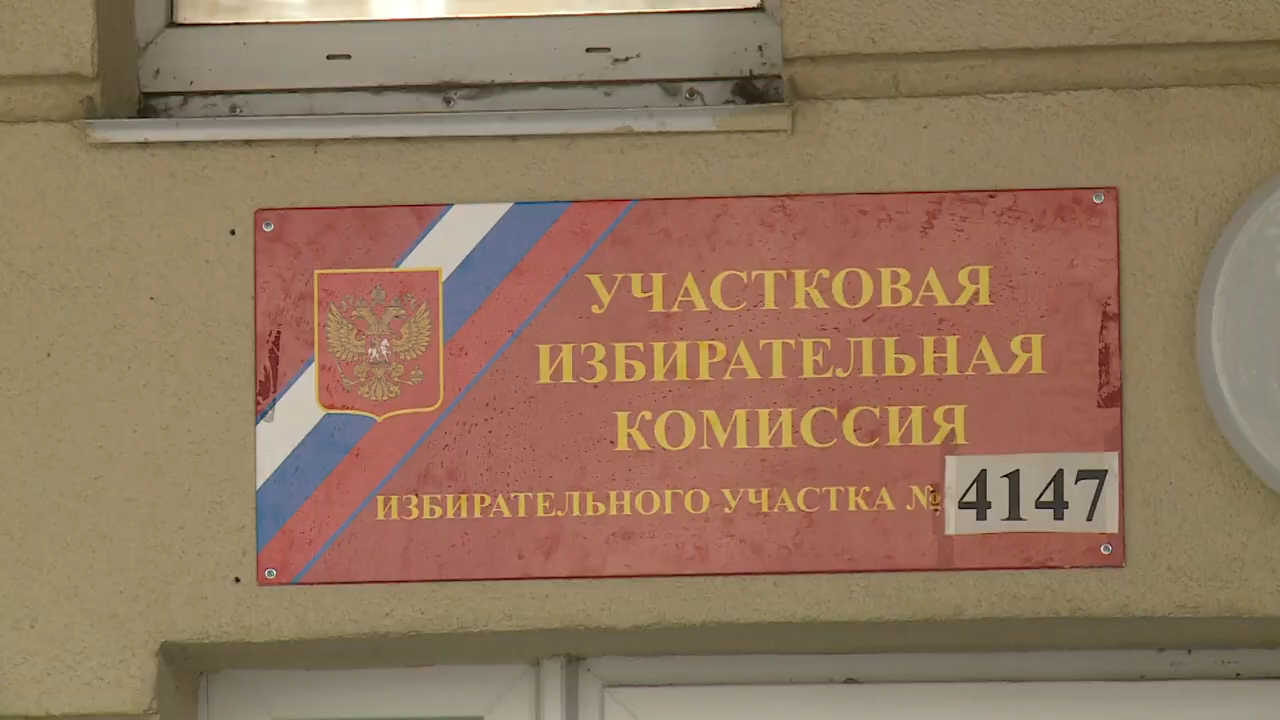 УЧАСТКОВАЯ
ИЗБИРАТЕЛЬНАЯ
КОМИССИЯ
ИЗБИРАТЕЛЬНОГО УЧАСТКА № 4147